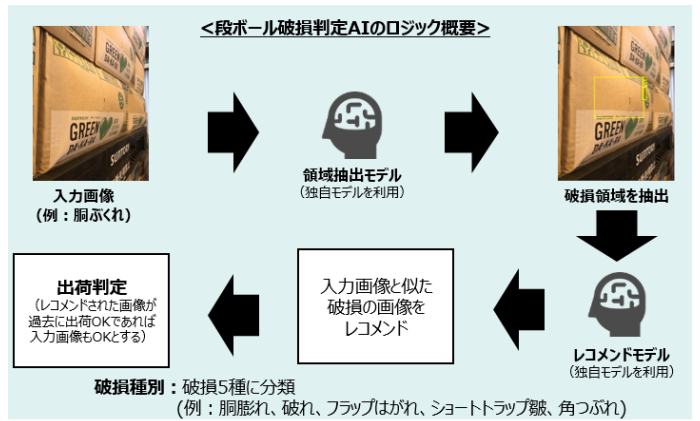 <段ボール破損判定AIのロジック概要>
GREEN
DA・KA・RA
SUNTORY
入力画像
(例：胴ぶくれ)
領域抽出モデル
(独自モデルを利用)
GREEN
DA・KA・RA
SUNTORY
破損領域を抽出
出荷判定
(レコメンドされた画像が
過去に出荷OKであれば
入力画像もOKとする)
入力画像と似た
破損の画像を
レコメンド
レコメンドモデル
(独自モデルを利用)
破損種別：破損5種に分類
(例：胴膨れ、破れ、フラップはがれ、ショートトラップ皺、角つぶれ)